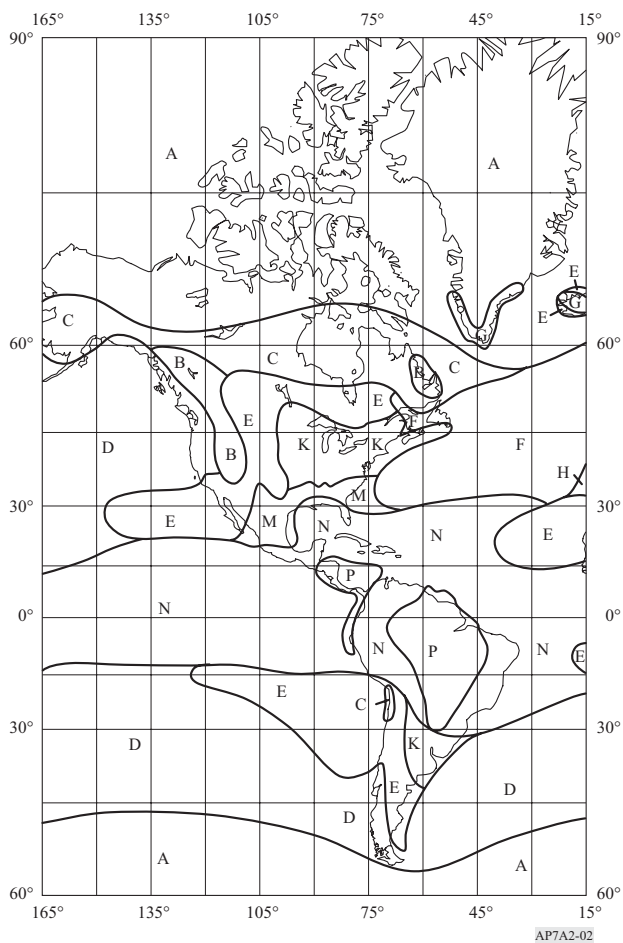 165° 135° 105° 75° 45° 15°
90° 90°
A A
E
G
C E
60° 60°
B C B C
E
E F
D K K F
B H
M
30° 30°
E M N N E
P
N
0° 0°
N P N E
E
C
30° 30°
D K
E D
D
A A
60° 60°
165° 135° 105° 75° 45° 15°
AP7A2-02